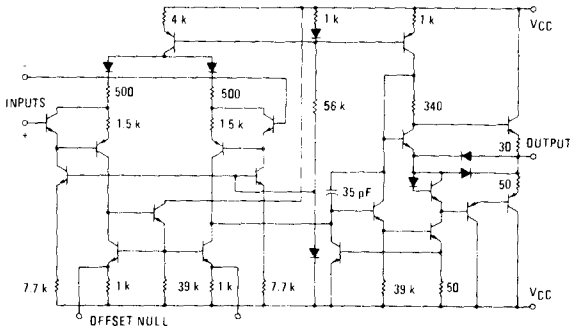 4 k
1 k
1 k
VCC
-
500
500
56 k
340
INPUTS
1.5 k
1.5 k
30
OUTPUT
+
35 pF
50
7.7 k
1 k
39 k
1 k
7.7 k
39 k
50
VCC
OFFSET NULL